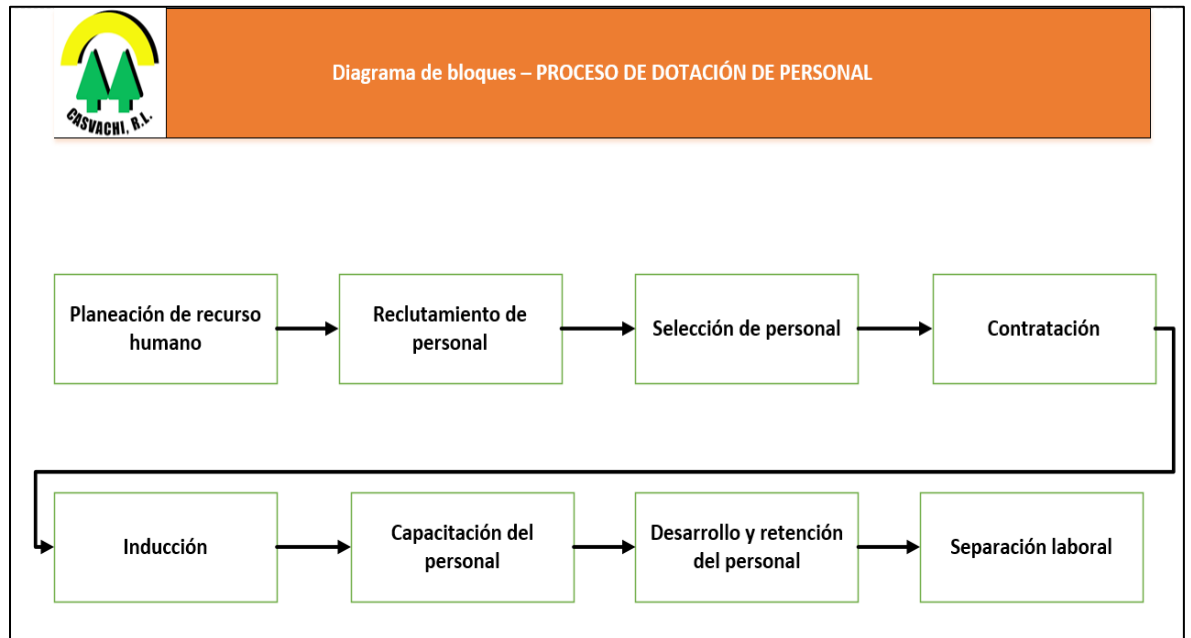 CASVACHI, R.L.
Diagrama de bloques – PROCESO DE DOTACIÓN DE PERSONAL
Planeación de recurso
humano
Reclutamiento de
personal
Selección de personal
Contratación
Inducción
Capacitación del
personal
Desarrollo y retención
del personal
Separación laboral